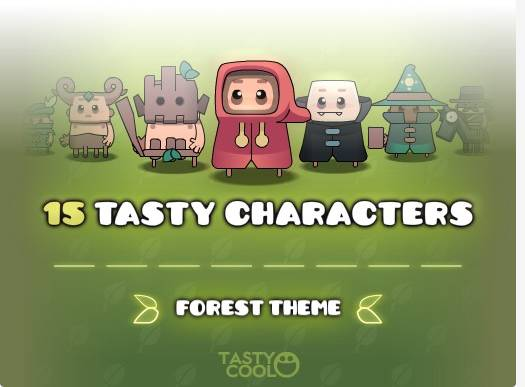 15 TASTY CHARACTERS
FOREST THEME
TASTY
COOL